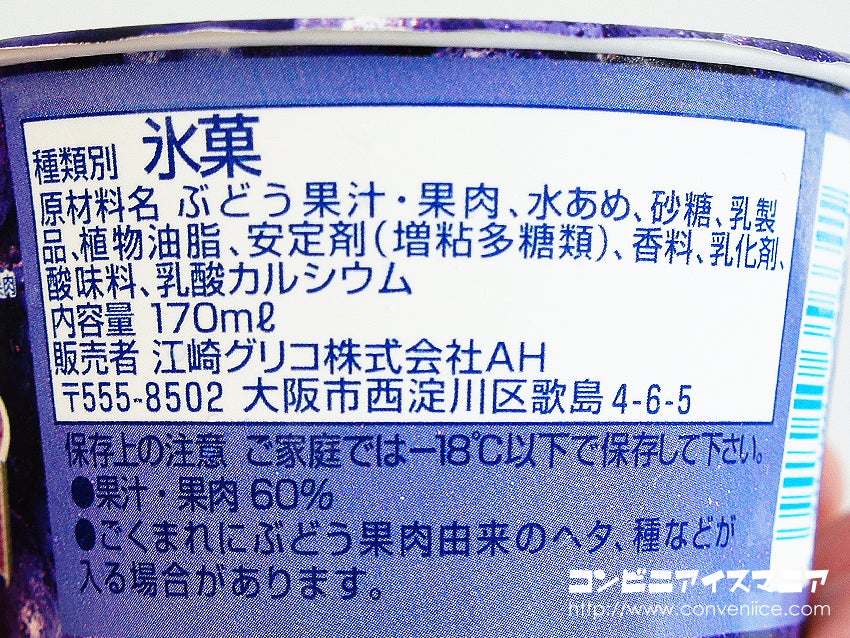 種類別 氷菓
原材料名 ぶどう果汁・果肉、水あめ、砂糖、乳製
品、植物油脂、安定剤(増粘多糖類)、香料、乳化剤、
酸味料、乳酸カルシウム
内容量 170mℓ
販売者 江崎グリコ株式会社AH
〒555-8502 大阪市西淀川区歌島4-6-5
保存上の注意 ご家庭では-18℃以下で保存して下さい。
●果汁・果肉60%
●ごくまれにぶどう果肉由来のヘタ、種などが
入る場合があります。
果肉
コンビニアイスマニア
http://www.conveniice.com